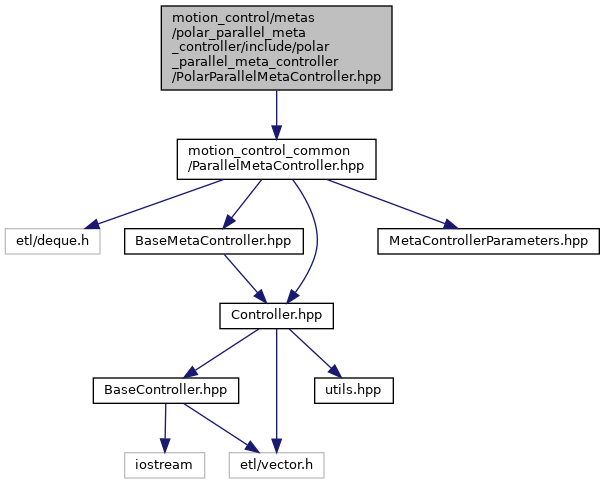 motion_control/metas
/polar_parallel_meta
_controller/include/polar
_parallel_meta_controller
/PolarParallelMetaController.hpp
motion_control_common
/ParallelMetaController.hpp
etl/deque.h
BaseMetaController.hpp
MetaControllerParameters.hpp
Controller.hpp
BaseController.hpp
utils.hpp
iostream
etl/vector.h